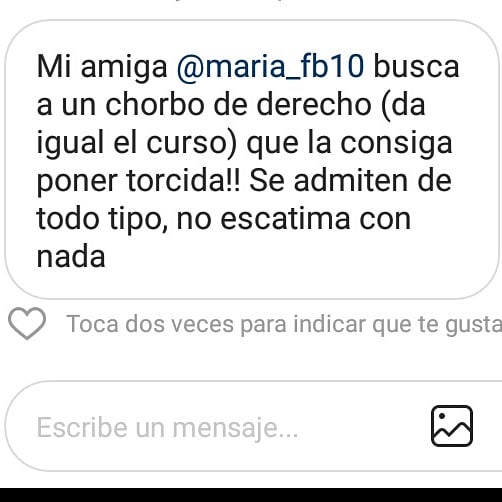 Mi amiga @maria_fb10 busca
a un chorbo de derecho (da
igual el curso) que la consiga
poner torcida!! Se admiten de
todo tipo, no escatima con
nada
Toca dos veces para indicar que te gusta
Escribe un mensaje...